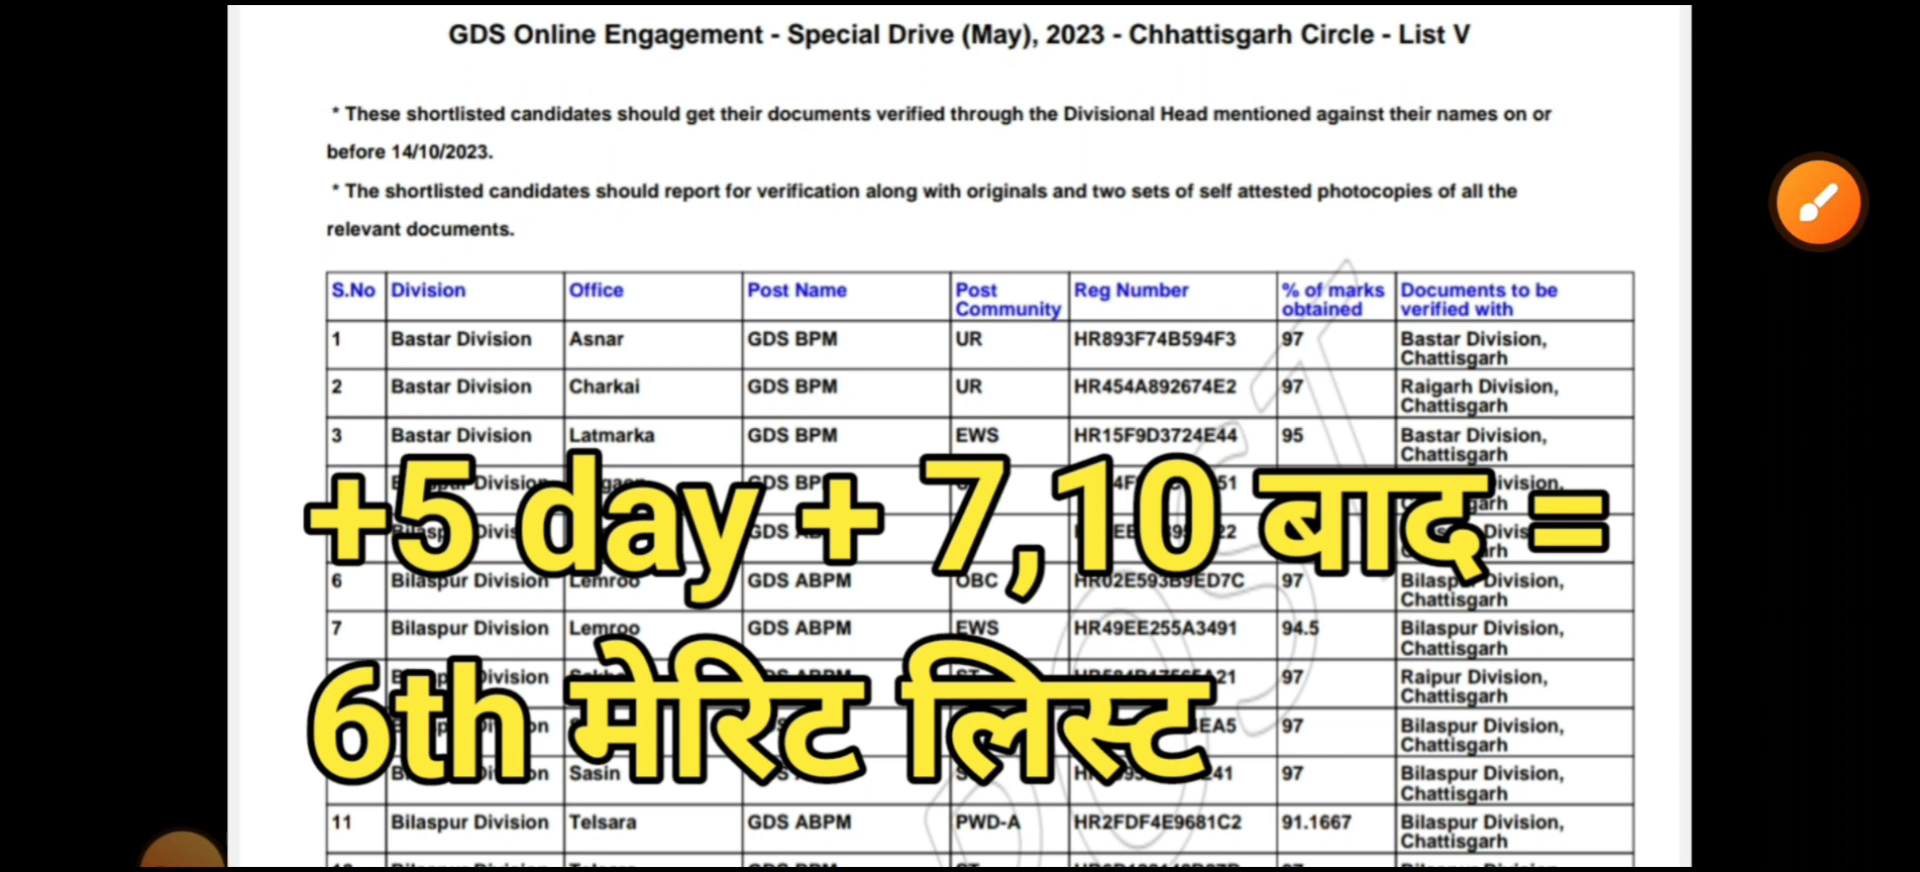 GDS Online Engagement - Special Drive (May), 2023 - Chhattisgarh Circle - List V
* These shortlisted candidates should get their documents verified through the Divisional Head mentioned against their names on or
before 14/10/2023.
* The shortlisted candidates should report for verification along with originals and two sets of self attested photocopies of all the
relevant documents.
S.No Division Office Post Name Post Community Reg Number % of marks obtained Documents to be verified with
1 Bastar Division Asnar GDS BPM UR HR893F74B594F3 97 Bastar Division, Chattisgarh
2 Bastar Division Charkai GDS BPM UR HR454A892674E2 97 Raigarh Division, Chattisgarh
3 Bastar Division Latmarka GDS BPM EWS HR15F9D3724E44 95 Bastar Division, Chattisgarh
+5 day + 7,10 बाद =
6 Bilaspur Division Lemroo GDS ABPM OBC HR02E593B9ED7C 97 Bilaspur Division, Chattisgarh
7 Bilaspur Division Lemroo GDS ABPM EWS HR49EE255A3491 94.5 Bilaspur Division, Chattisgarh
97 Raipur Division, Chattisgarh
6th मेरिट लिस्ट
97 Bilaspur Division, Chattisgarh
Sasin 97 Bilaspur Division, Chattisgarh
11 Bilaspur Division Telsara GDS ABPM PWD-A HR2FDF4E9681C2 91.1667 Bilaspur Division, Chattisgarh